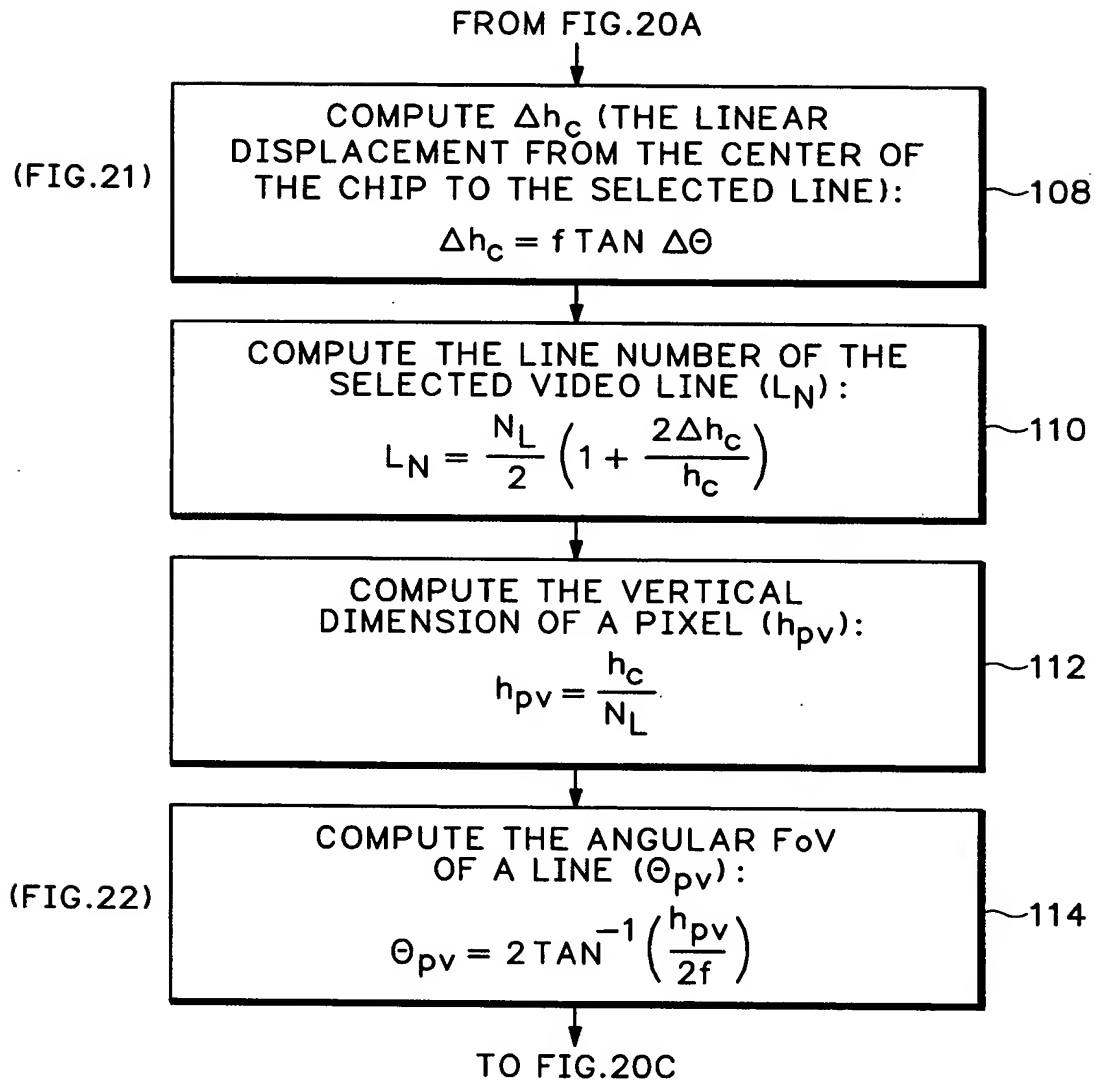 FROM FIG.20A
COMPUTE Δh_c (THE LINEAR
DISPLACEMENT FROM THE CENTER OF
THE CHIP TO THE SELECTED LINE):
Δh_c = f TAN ΔΘ
(FIG.21)
108
COMPUTE THE LINE NUMBER OF THE
SELECTED VIDEO LINE (L_N):
L_N = N_L/2 (1 + 2Δh_c/h_c)
110
COMPUTE THE VERTICAL
DIMENSION OF A PIXEL (h_pv):
h_pv = h_c/N_L
112
COMPUTE THE ANGULAR FoV
OF A LINE (Θ_pv):
Θ_pv = 2 TAN^-1 (h_pv/2f)
(FIG.22)
114
TO FIG.20C